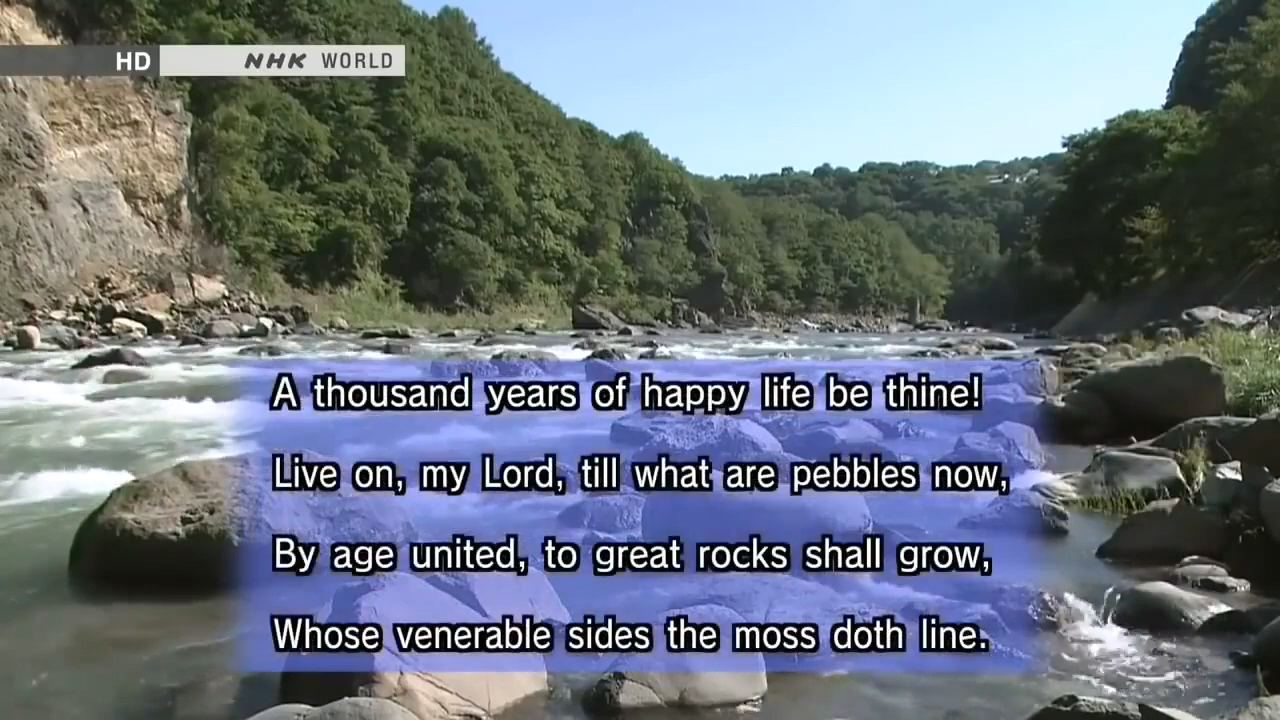 HD NHK WORLD
A thousand years of happy life be thine!
Live on, my Lord, till what are pebbles now,
By age united, to great rocks shall grow,
Whose venerable sides the moss doth line.